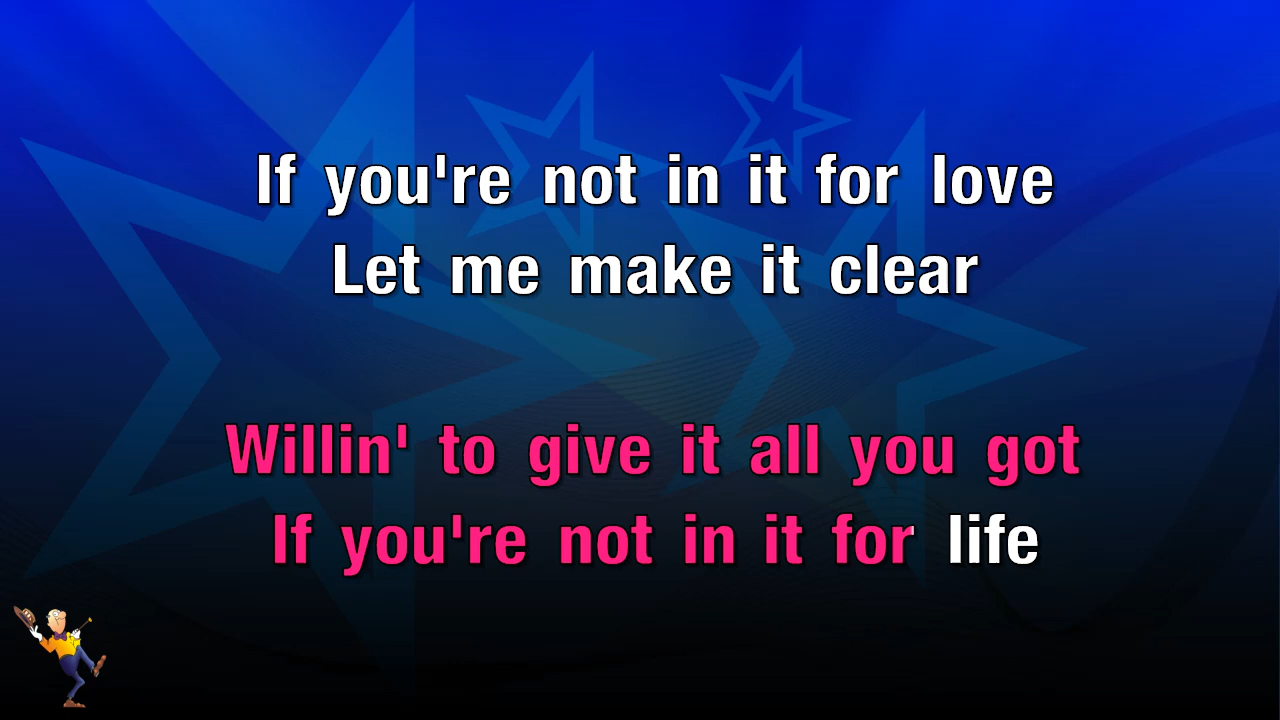 If you're not in it for love
Let me make it clear
Willin' to give it all you got
If you're not in it for life